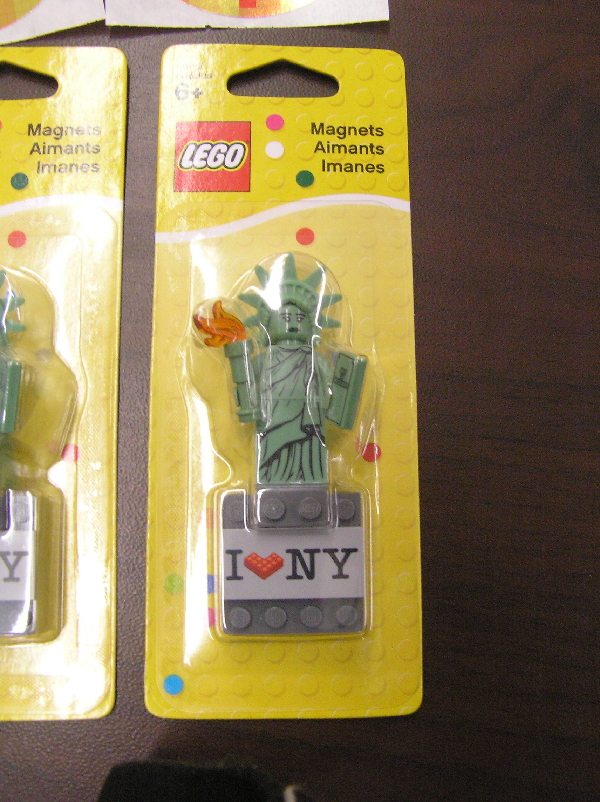 Magnets
Aimants
Imanes
Y
6+
LEGO
Magnets
Aimants
Imanes
I NY